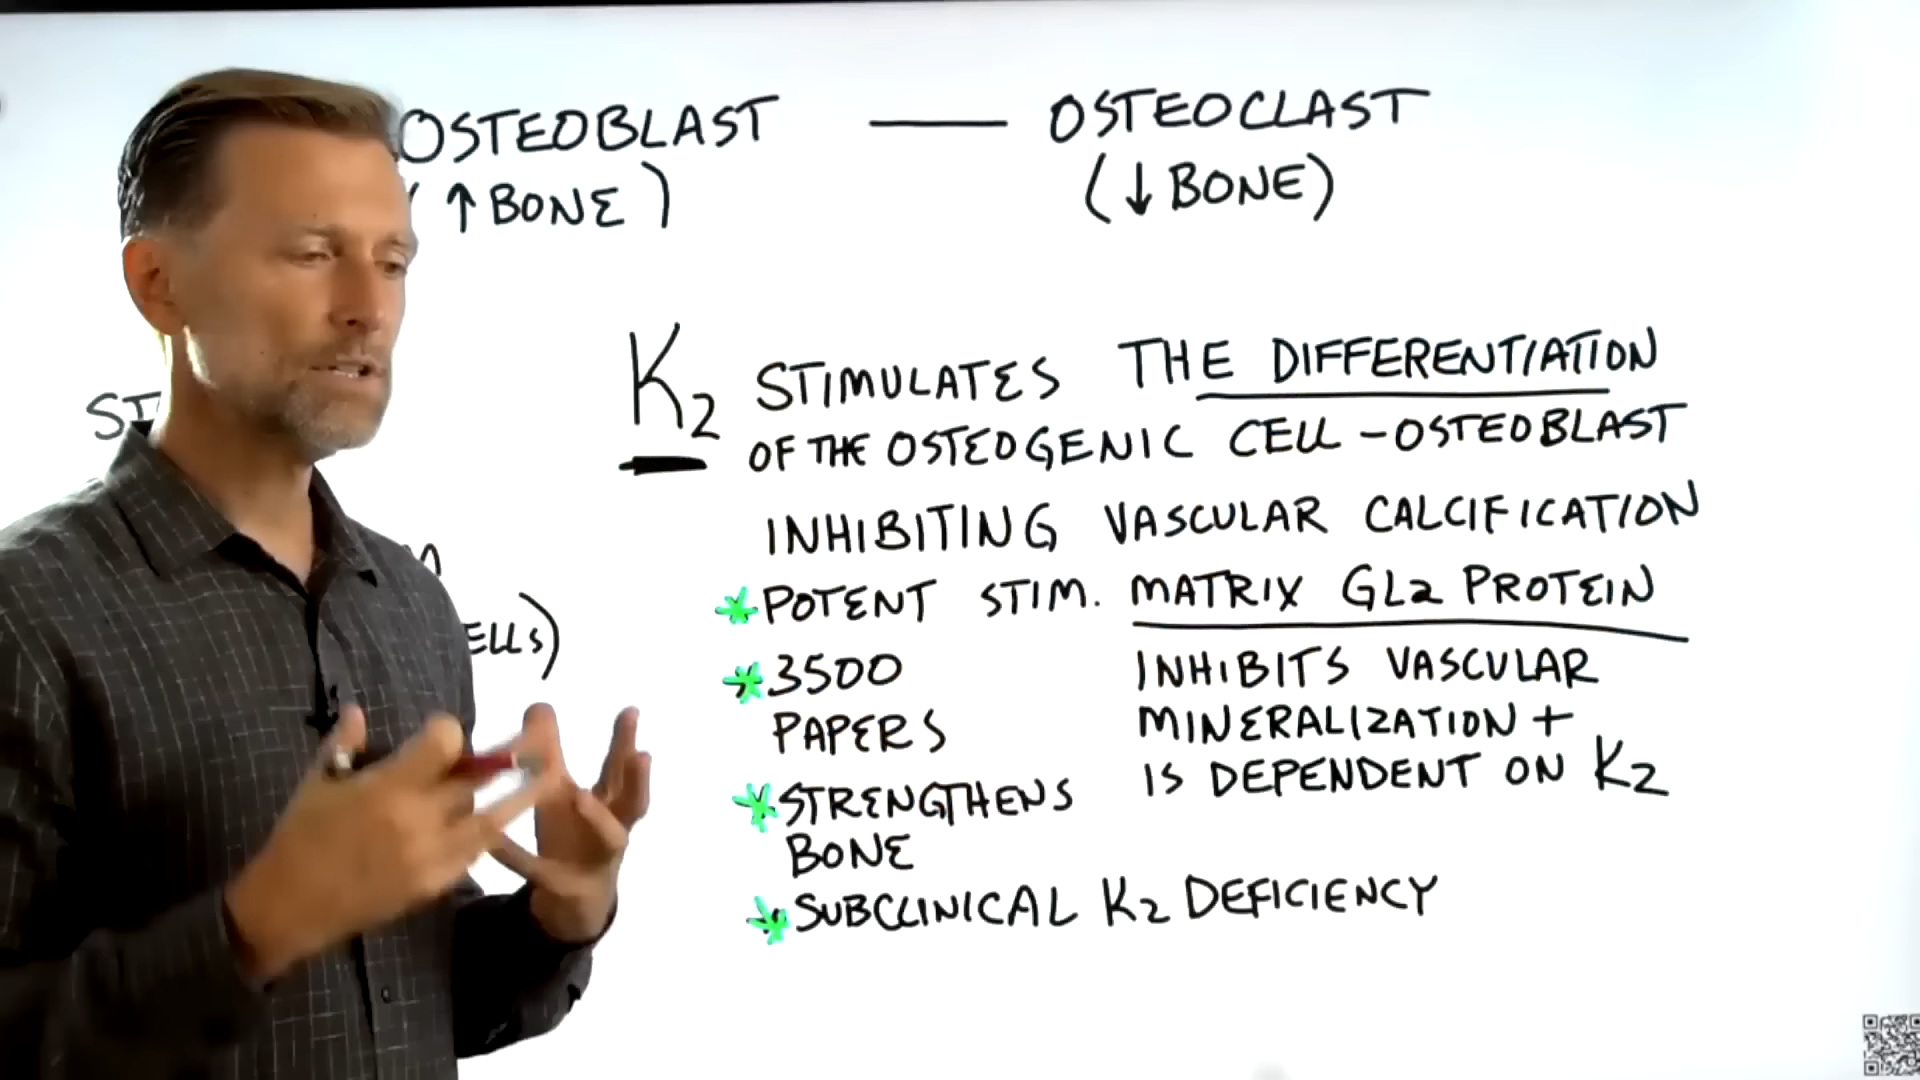 OSTEOBLAST — OSTEOCLAST
(↑ BONE) (↓ BONE)
K2 STIMULATES THE DIFFERENTIATION
OF THE OSTEOGENIC CELL - OSTEOBLAST
INHIBITING VASCULAR CALCIFICATION
* POTENT STIM. MATRIX GLa PROTEIN
* 3500
PAPERS
INHIBITS VASCULAR
MINERALIZATION +
IS DEPENDENT ON K2
* STRENGTHENS
BONE
* SUBCLINICAL K2 DEFICIENCY